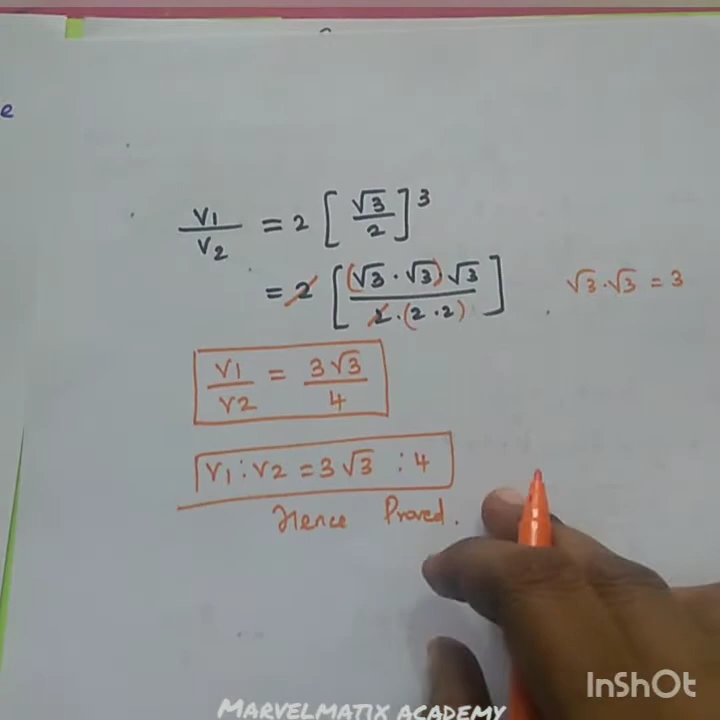 e
V1/V2 = 2 [√3/2]^3
= 2 [(√3 · √3) √3 / 2 · (2 · 2)]    √3 · √3 = 3
V1/V2 = 3√3/4
V1 : V2 = 3√3 : 4
Hence Proved.
InShOt
MARVELMATIX ACADEMY